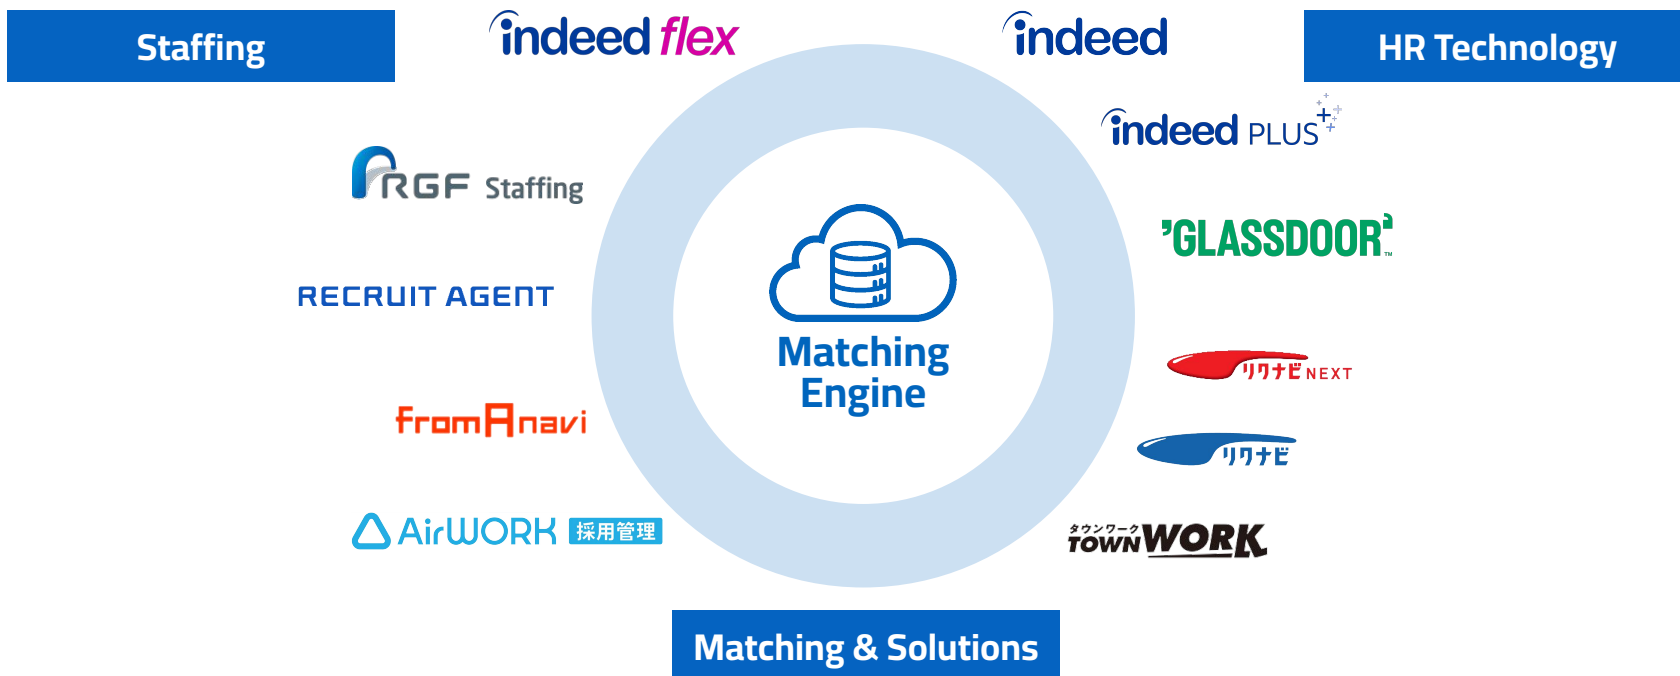 Staffing
indeed flex
indeed
HR Technology
indeed PLUS
RGF Staffing
GLASSDOOR™
RECRUIT AGENT
Matching
Engine
リクナビNEXT
fromAnavi
リクナビ
AirWORK 採用管理
タウンワーク
TOWNWORK
Matching & Solutions